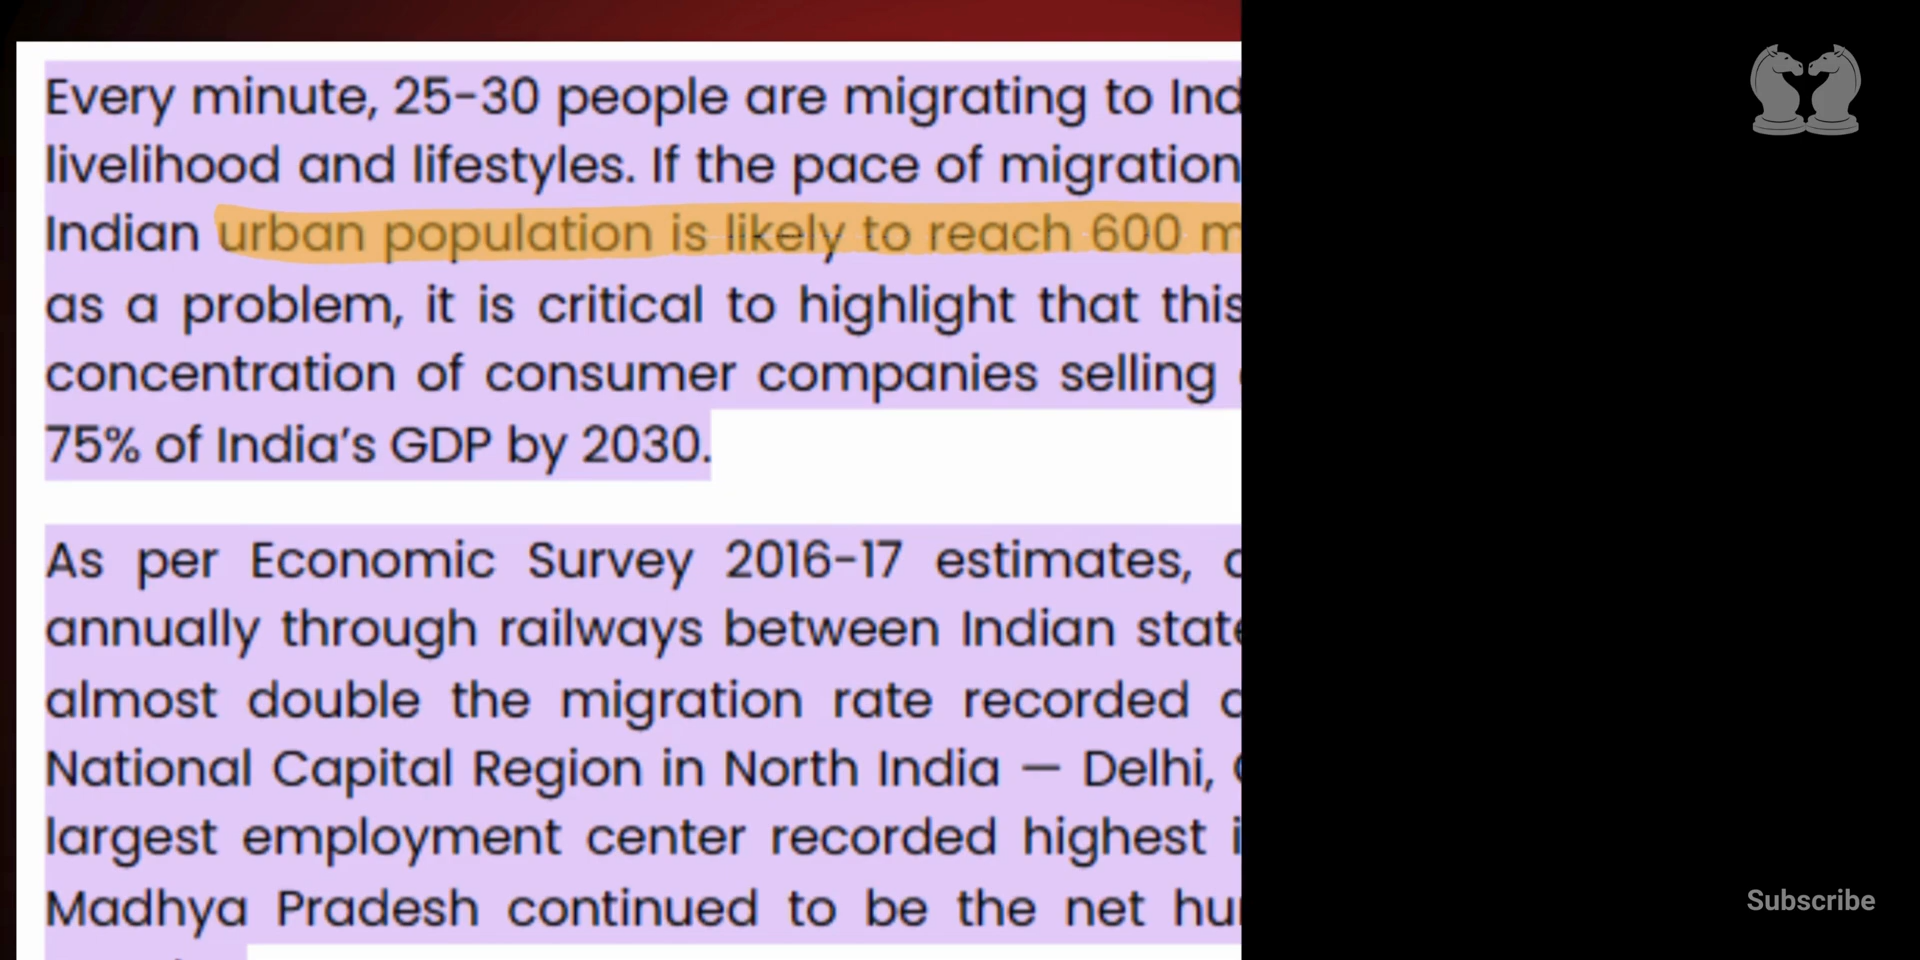 Every minute, 25-30 people are migrating to
livelihood and lifestyles. If the pace of migration
Indian urban population is likely to reach 600
as a problem, it is critical to highlight that this
concentration of consumer companies selling
75% of India's GDP by 2030.
As per Economic Survey 2016-17 estimates,
annually through railways between Indian
almost double the migration rate recorded
National Capital Region in North India — Delhi,
largest employment center recorded highest
Madhya Pradesh continued to be the net
Subscribe